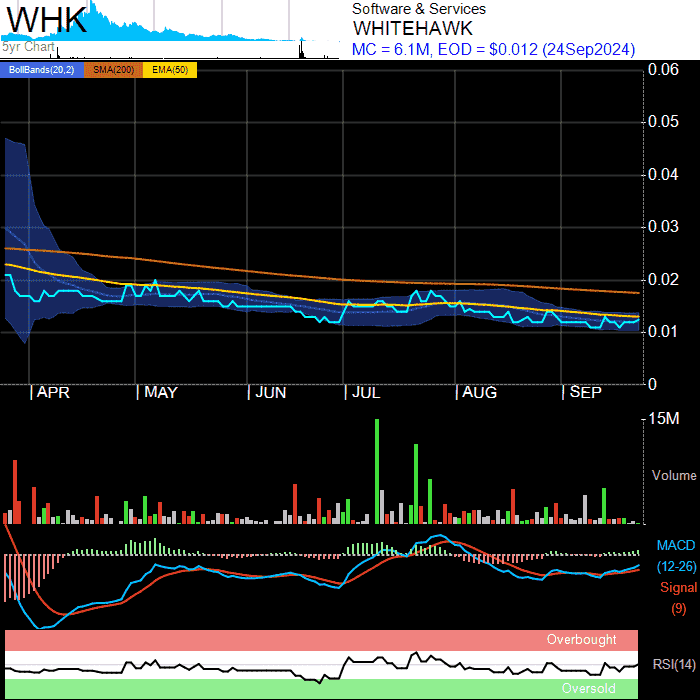 WHK
5yr Chart
Software & Services
WHITEHAWK
MC = 6.1M, EOD = $0.012 (24Sep2024)
BollBands(20,2) SMA(200) EMA(50)
0.06
0.05
0.04
0.03
0.02
0.01
0
APR MAY JUN JUL AUG SEP
15M
Volume
MACD
(12-26)
Signal
(9)
Overbought
RSI(14)
Oversold